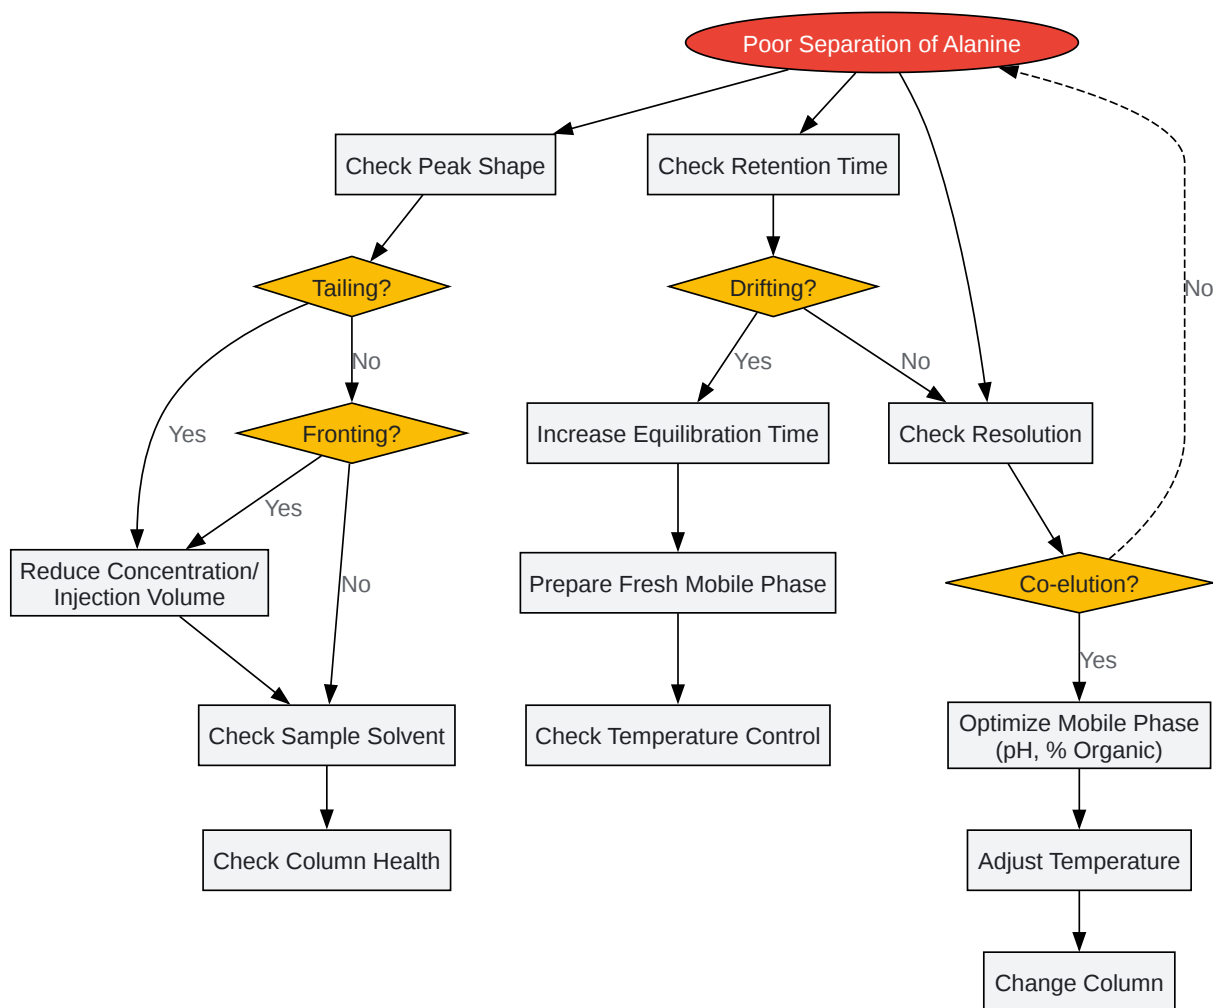 Poor Separation of Alanine
Check Peak Shape
Check Retention Time
Tailing?
Drifting?
No
No
Yes
No
Yes
Fronting?
Increase Equilibration Time
Check Resolution
Yes
No
Reduce Concentration/
Injection Volume
Prepare Fresh Mobile Phase
Co-elution?
Yes
Check Sample Solvent
Check Temperature Control
Optimize Mobile Phase
(pH, % Organic)
Check Column Health
Adjust Temperature
Change Column